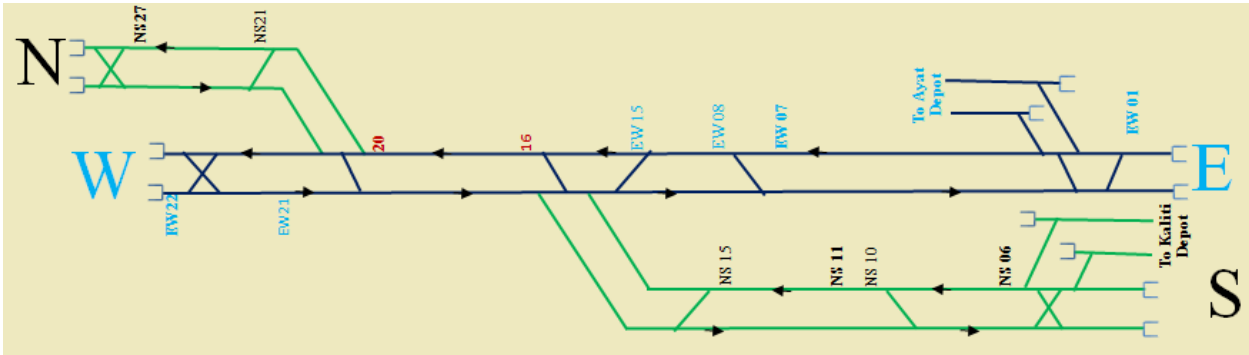 N
NS27
NS21
W
EW22
EW21
20
16
EW15
EW08
EW 07
To Ayat
Depot
EW 01
E
NS 15
NS 11
NS 10
NS 06
To Kaliti
Depot
S